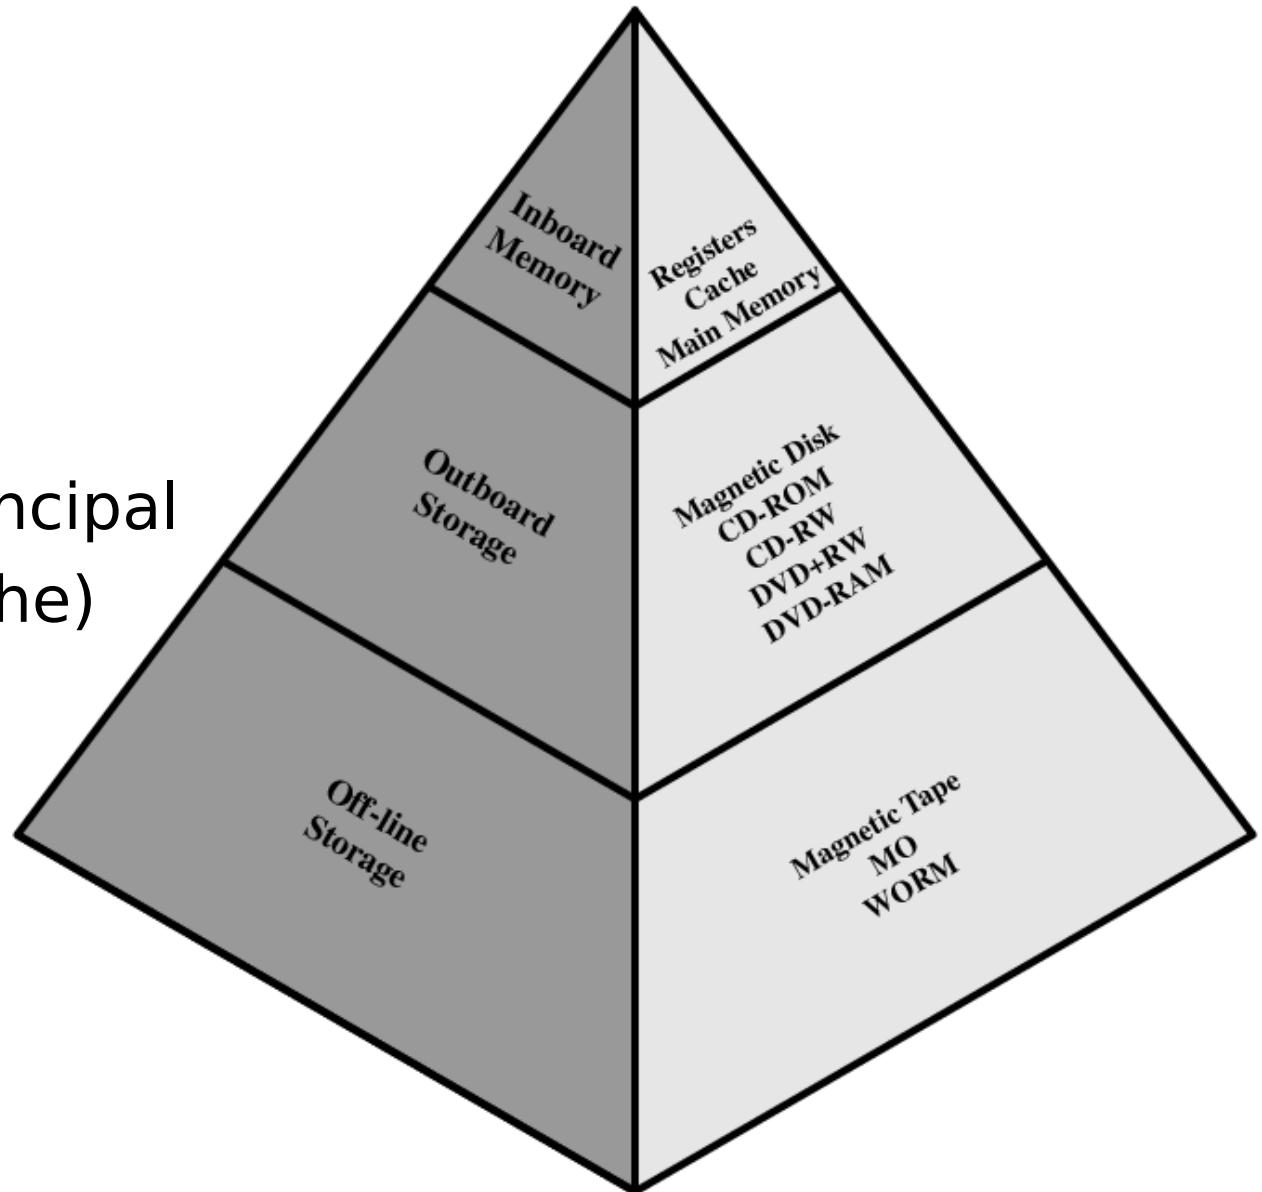 Inboard
Memory
Registers
Cache
Main Memory
Outboard
Storage
Magnetic Disk
CD-ROM
CD-RW
DVD+RW
DVD-RAM
ncipal
he)
Off-line
Storage
Magnetic Tape
MO
WORM